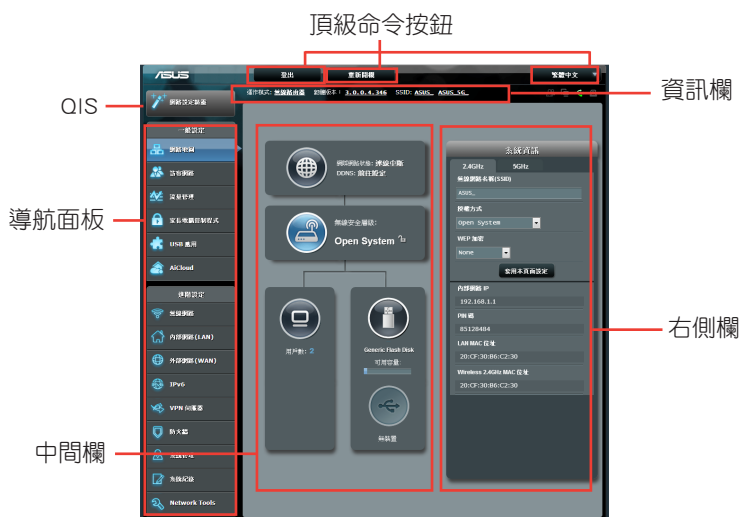 頂級命令按鈕
資訊欄
QIS
導航面板
中間欄
右側欄
ASUS
登出
重新開機
繁體中文
運作模式: 無線路由器 韌體版本: 3.0.0.4.346 SSID: ASUS_ ASUS_5G_
網路設定精靈
一般設定
網路地圖
訪客網路
流量管理
家長電腦控制程式
USB 應用
AiCloud
進階設定
無線網路
內部網路(LAN)
外部網路(WAN)
IPv6
VPN 伺服器
防火牆
系統管理
系統紀錄
Network Tools
網際網路狀態: 連線中斷
DDNS: 前往設定
無線安全層級:
Open System
用戶數: 2
Generic Flash Disk
可用容量:
無裝置
系統資訊
2.4GHz 5GHz
無線網路名稱(SSID)
ASUS_
授權方式
Open System
WEP 加密
None
套用本頁面設定
內部網路 IP
192.168.1.1
PIN 碼
85128484
LAN MAC 位址
20:CF:30:B6:C2:30
Wireless 2.4GHz MAC 位址
20:CF:30:B6:C2:30